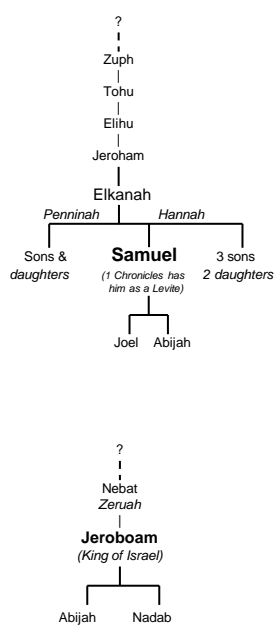 ?
Zuph
Tohu
Elihu
Jeroham
Elkanah
Penninah Hannah
Sons & Samuel 3 sons
daughters (1 Chronicles has 2 daughters
him as a Levite)
Joel Abijah
?
Nebat
Zeruah
Jeroboam
(King of Israel)
Abijah Nadab